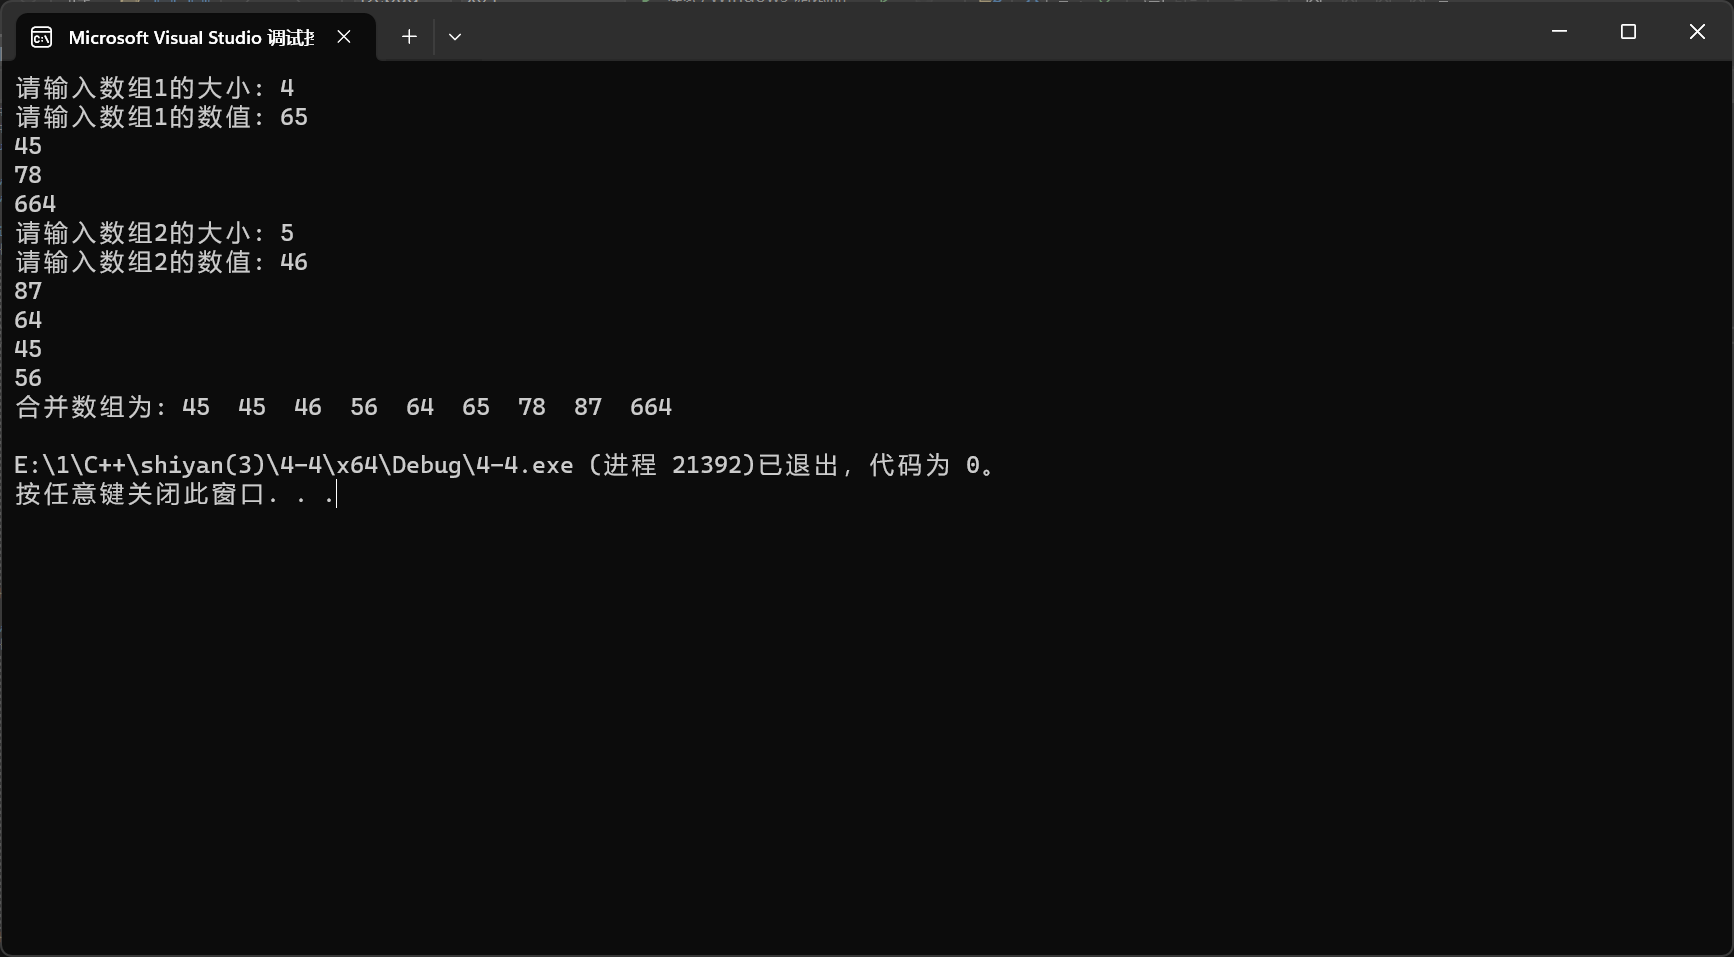 Microsoft Visual Studio 调试
请输入数组1的大小: 4
请输入数组1的数值: 65
45
78
664
请输入数组2的大小: 5
请输入数组2的数值: 46
87
64
45
56
合并数组为: 45  45  46  56  64  65  78  87  664
E:\1\C++\shiyan(3)\4-4\x64\Debug\4-4.exe (进程 21392)已退出，代码为 0。
按任意键关闭此窗口. . .